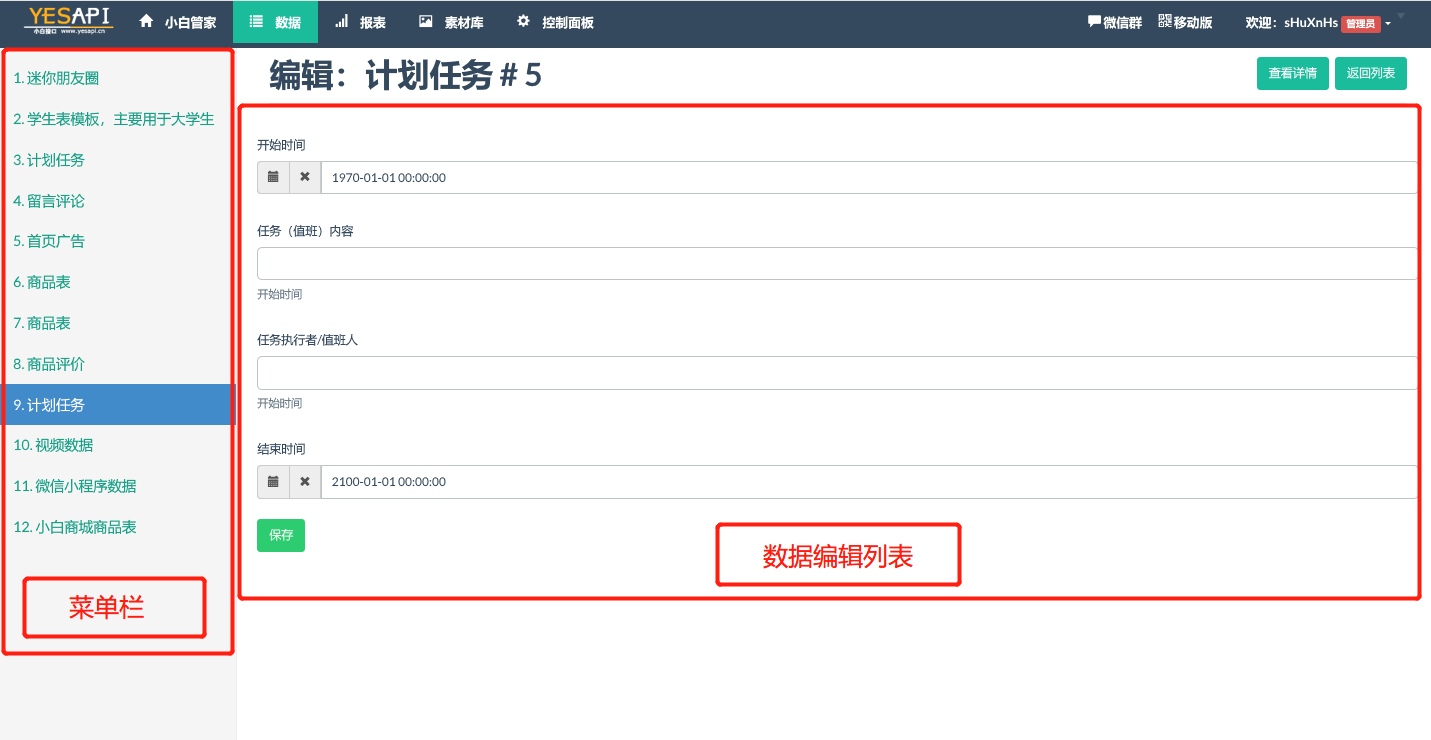 YESAPI
小白接口 www.yesapi.cn
小白管家
数据
报表
素材库
控制面板
微信群
移动版
欢迎：sHuXnHs 管理员
1. 迷你朋友圈
2. 学生表模板，主要用于大学生
3. 计划任务
4. 留言评论
5. 首页广告
6. 商品表
7. 商品表
8. 商品评价
9. 计划任务
10. 视频数据
11. 微信小程序数据
12. 小白商城商品表
菜单栏
编辑：计划任务 # 5
查看详情
返回列表
开始时间
1970-01-01 00:00:00
任务（值班）内容
开始时间
任务执行者/值班人
开始时间
结束时间
2100-01-01 00:00:00
保存
数据编辑列表